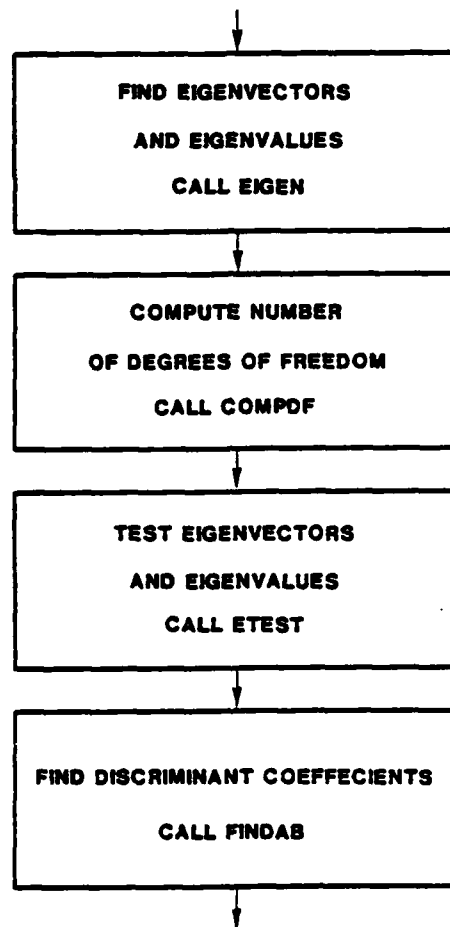 FIND EIGENVECTORS
AND EIGENVALUES
CALL EIGEN
COMPUTE NUMBER
OF DEGREES OF FREEDOM
CALL COMPDF
TEST EIGENVECTORS
AND EIGENVALUES
CALL ETEST
FIND DISCRIMINANT COEFFECIENTS
CALL FINDAB